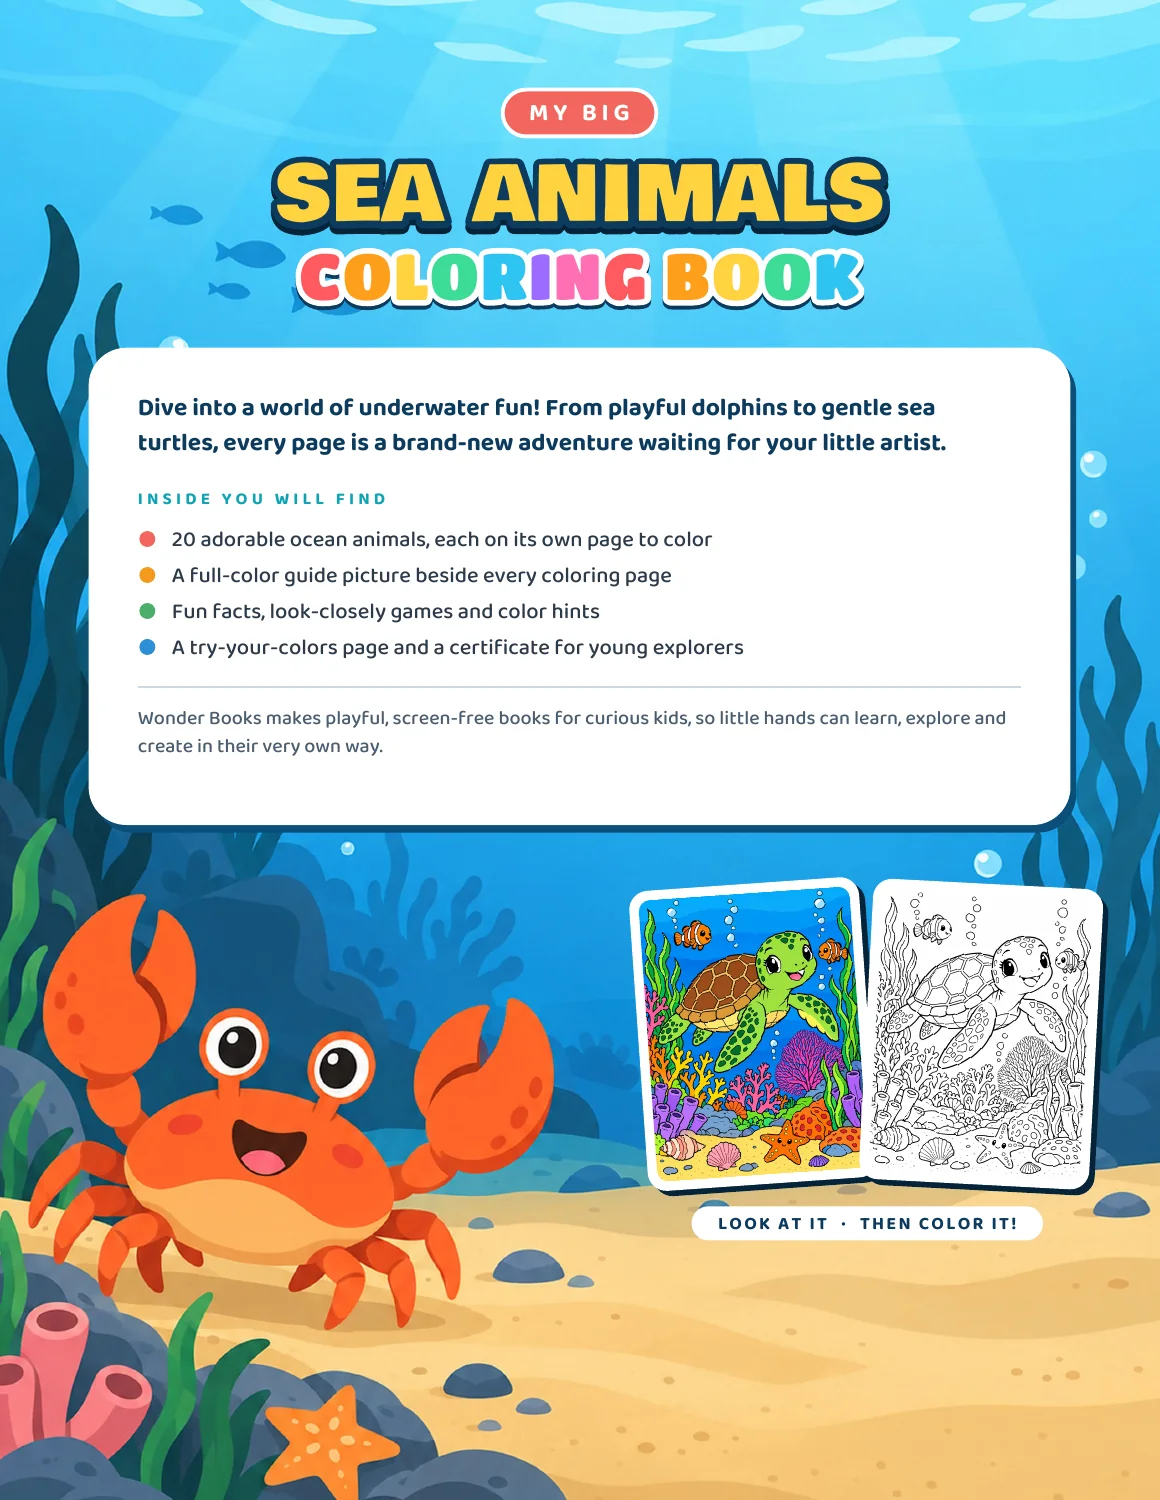 MY BIG
SEA ANIMALS
COLORING BOOK
Dive into a world of underwater fun! From playful dolphins to gentle sea
turtles, every page is a brand-new adventure waiting for your little artist.
INSIDE YOU WILL FIND
20 adorable ocean animals, each on its own page to color
A full-color guide picture beside every coloring page
Fun facts, look-closely games and color hints
A try-your-colors page and a certificate for young explorers
Wonder Books makes playful, screen-free books for curious kids, so little hands can learn, explore and
create in their very own way.
LOOK AT IT · THEN COLOR IT!